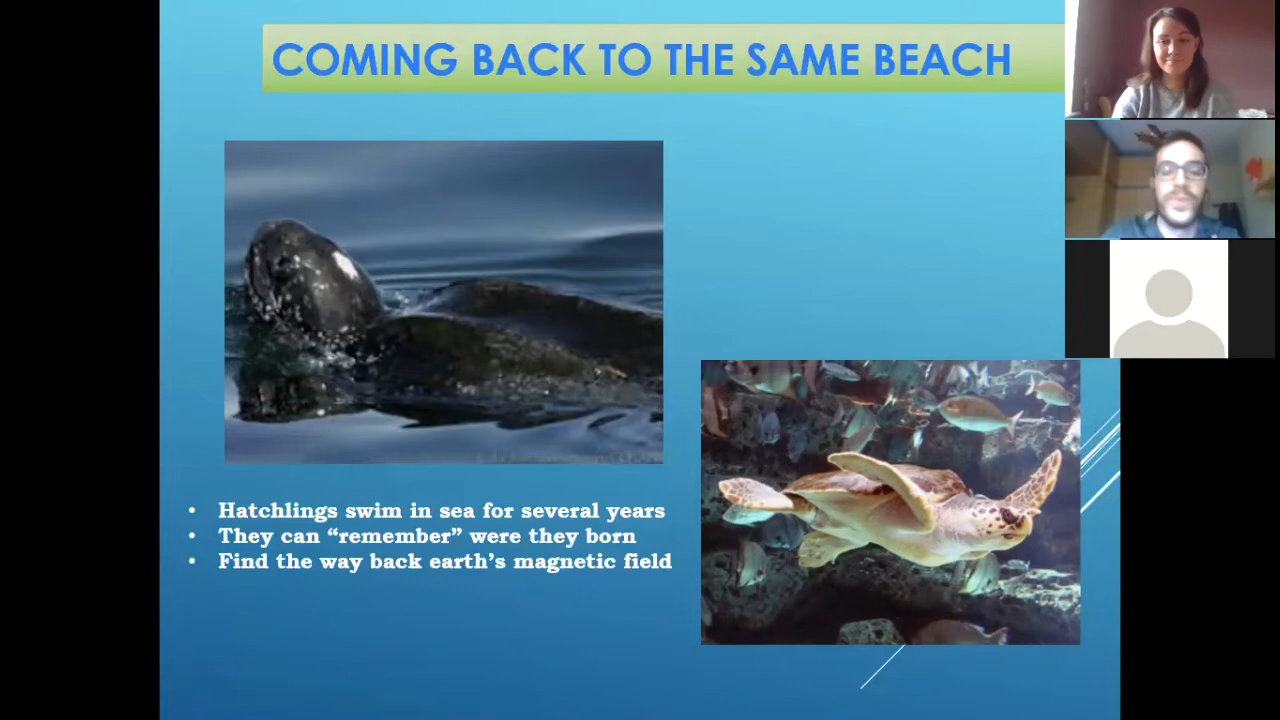 COMING BACK TO THE SAME BEACH
• Hatchlings swim in sea for several years
• They can “remember” were they born
• Find the way back earth’s magnetic field